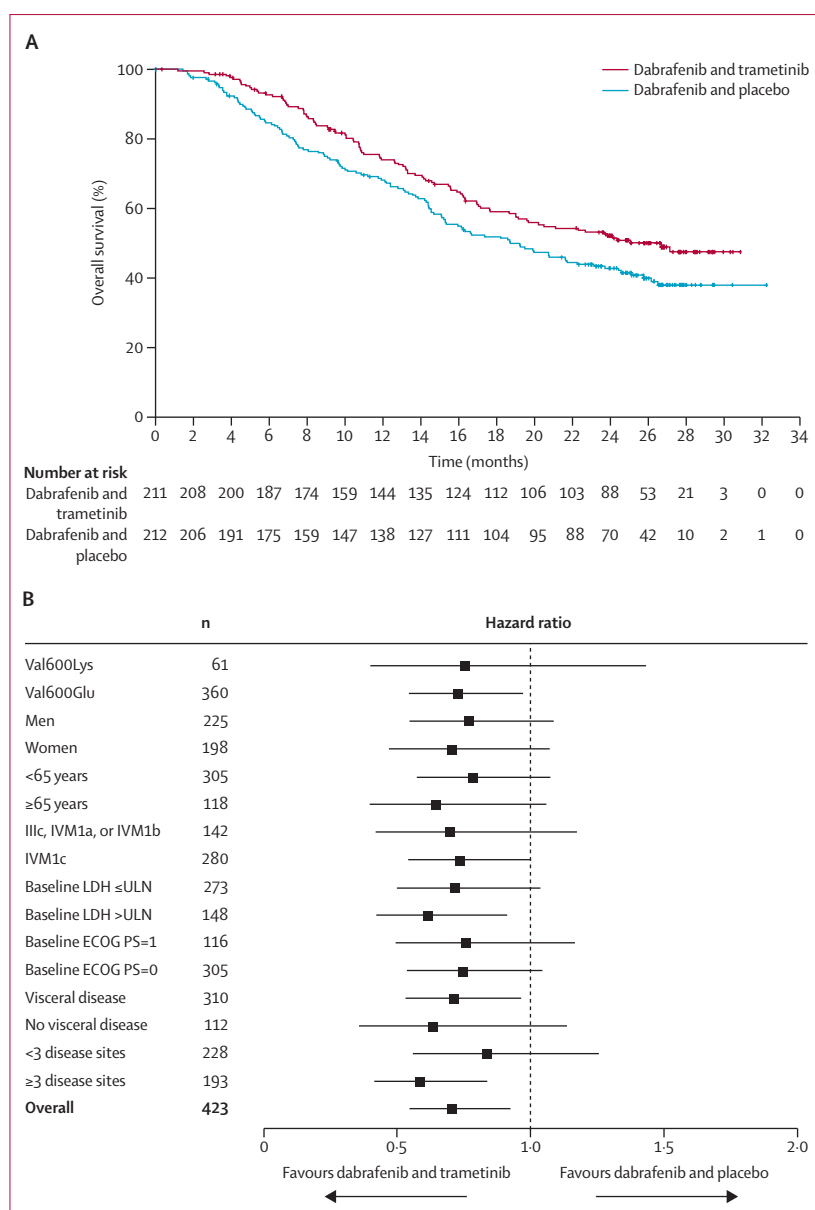 A
100
80
60
40
20
0
Overall survival (%)
Dabrafenib and trametinib
Dabrafenib and placebo
0 2 4 6 8 10 12 14 16 18 20 22 24 26 28 30 32 34
Time (months)
Number at risk
Dabrafenib and 211 208 200 187 174 159 144 135 124 112 106 103 88 53 21 3 0 0
trametinib
Dabrafenib and 212 206 191 175 159 147 138 127 111 104 95 88 70 42 10 2 1 0
placebo
B
n Hazard ratio
Val600Lys 61
Val600Glu 360
Men 225
Women 198
<65 years 305
≥65 years 118
IIIc, IVM1a, or IVM1b 142
IVM1c 280
Baseline LDH ≤ULN 273
Baseline LDH >ULN 148
Baseline ECOG PS=1 116
Baseline ECOG PS=0 305
Visceral disease 310
No visceral disease 112
<3 disease sites 228
≥3 disease sites 193
Overall 423
0 0·5 1·0 1·5 2·0
Favours dabrafenib and trametinib Favours dabrafenib and placebo